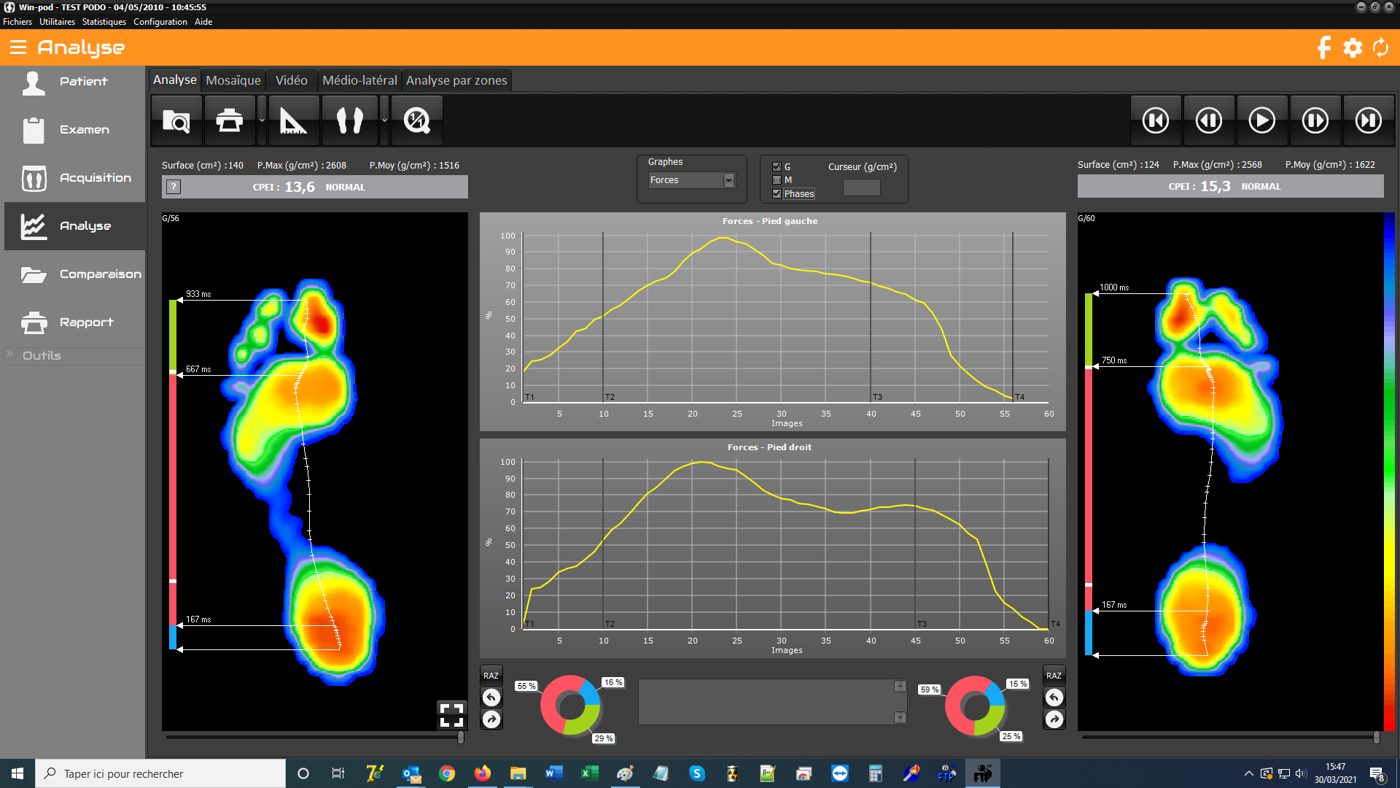 Win-pod - TEST PODO - 04/05/2010 - 10:45:55
Fichiers Utilitaires Statistiques Configuration Aide
Analyse
Patient
Examen
Acquisition
Analyse
Comparaison
Rapport
» Outils
Analyse Mosaïque Vidéo Médio-latéral Analyse par zones
1/1
Surface (cm²) :140 P.Max (g/cm²) : 2608 P.Moy (g/cm²) : 1516
? CPEI : 13,6 NORMAL
Graphes
Forces
G
M
Phases
Curseur (g/cm²)
Surface (cm²) :124 P.Max (g/cm²) : 2568 P.Moy (g/cm²) : 1622
CPEI : 15,3 NORMAL
G/56
933 ms
667 ms
167 ms
Forces - Pied gauche
%
100
90
80
70
60
50
40
30
20
10
0
T1 T2 T3 T4
5 10 15 20 25 30 35 40 45 50 55 60
Images
Forces - Pied droit
%
100
90
80
70
60
50
40
30
20
10
0
T1 T2 T3 T4
5 10 15 20 25 30 35 40 45 50 55 60
Images
G/60
1000 ms
750 ms
167 ms
RAZ
55 % 16 %
29 %
59 % 15 %
25 %
RAZ
Taper ici pour rechercher
FTP
FTP
15:47
30/03/2021
8